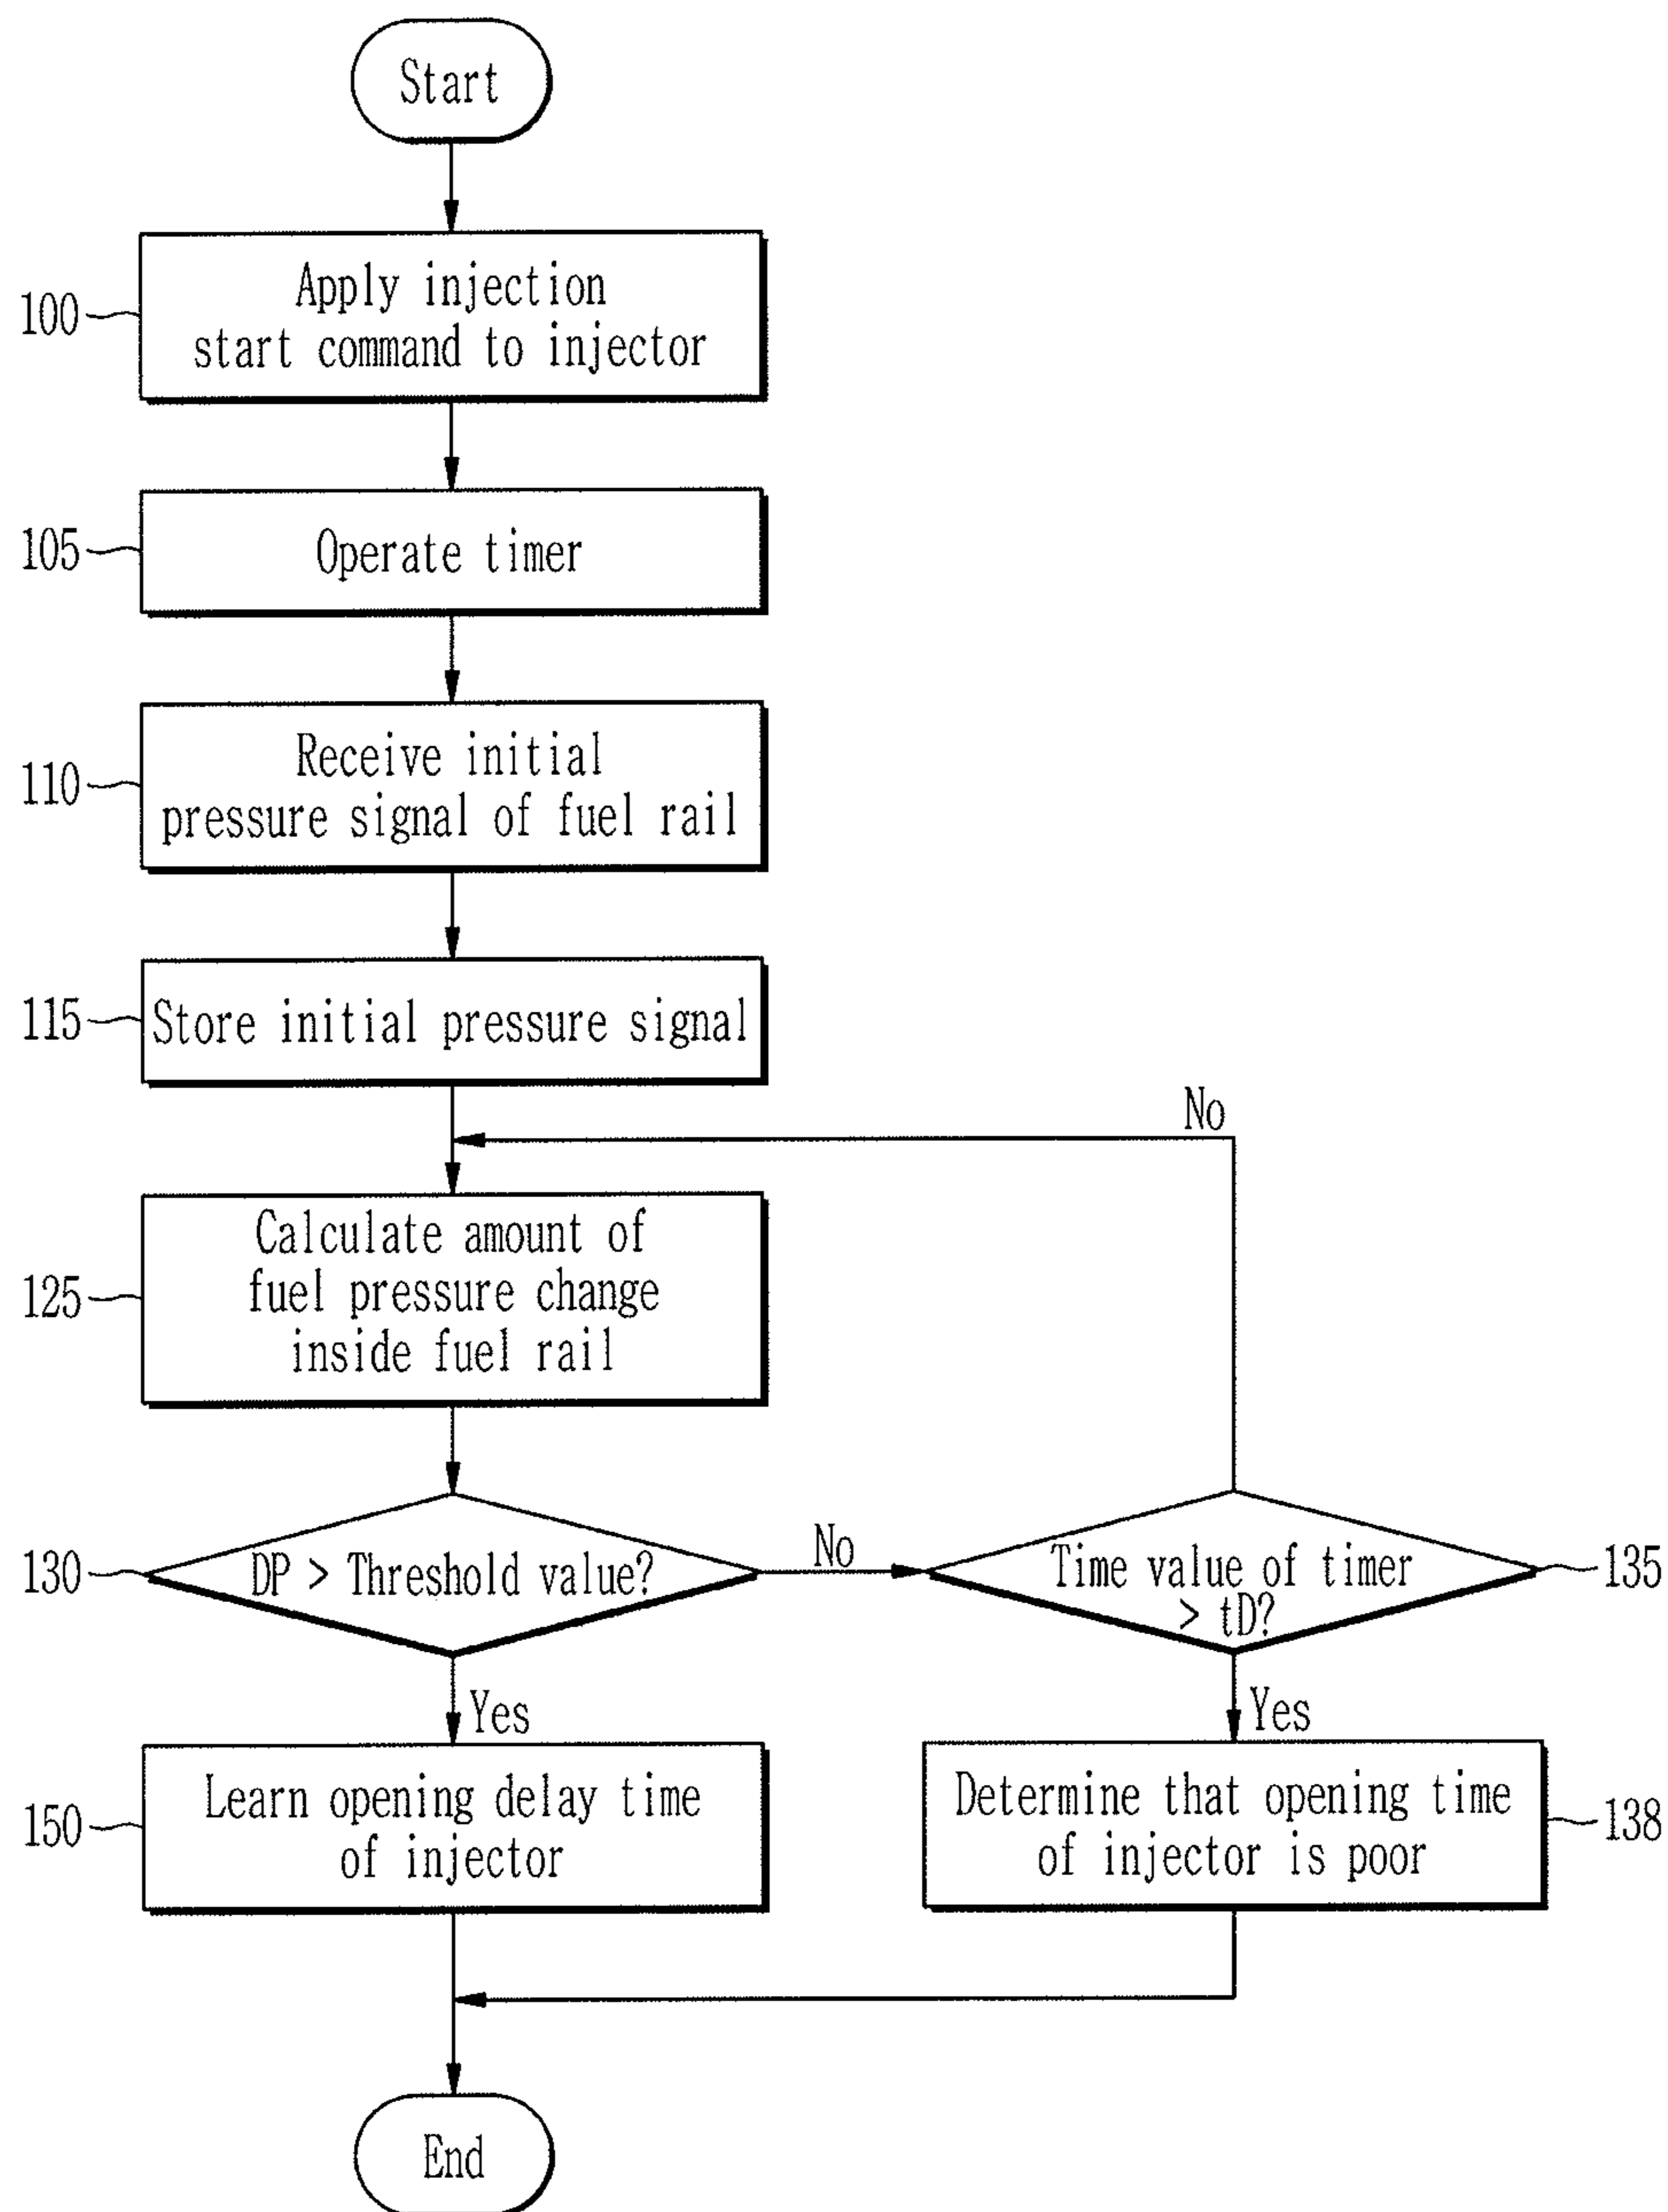 Start
100
Apply injection
start command to injector
105
Operate timer
110
Receive initial
pressure signal of fuel rail
115
Store initial pressure signal
No
125
Calculate amount of
fuel pressure change
inside fuel rail
130
DP > Threshold value?
No
Time value of timer
> tD?
135
Yes
Yes
150
Learn opening delay time
of injector
Determine that opening time
of injector is poor
138
End